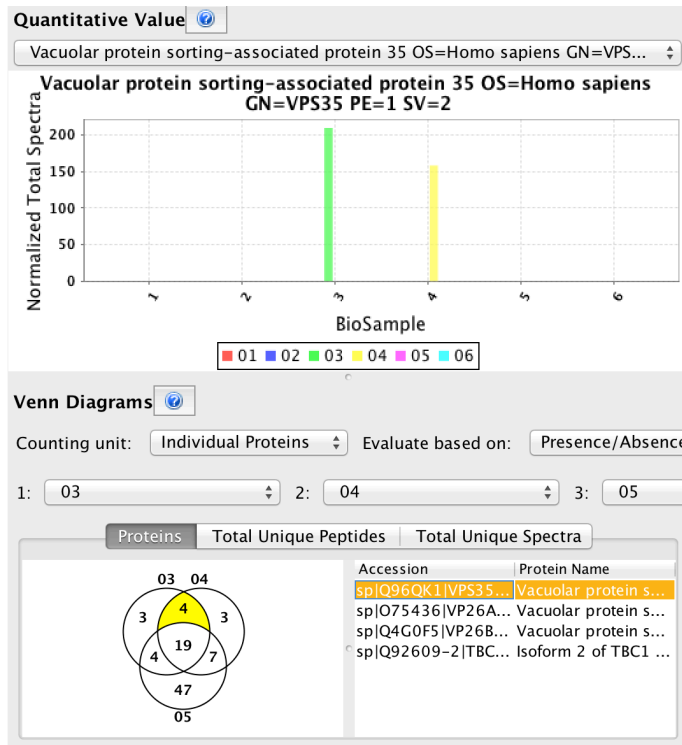 Quantitative Value ?
Vacuolar protein sorting-associated protein 35 OS=Homo sapiens GN=VPS...
Vacuolar protein sorting-associated protein 35 OS=Homo sapiens
GN=VPS35 PE=1 SV=2
Normalized Total Spectra
200
150
100
50
0
1 2 3 4 5 6
BioSample
01 02 03 04 05 06
Venn Diagrams ?
Counting unit: Individual Proteins Evaluate based on: Presence/Absence
1: 03 2: 04 3: 05
Proteins Total Unique Peptides Total Unique Spectra
03 04
3 4 3
19
4 7
47
05
Accession Protein Name
sp|Q96QK1|VPS35... Vacuolar protein s...
sp|O75436|VP26A... Vacuolar protein s...
sp|Q4G0F5|VP26B... Vacuolar protein s...
sp|Q92609-2|TBC... Isoform 2 of TBC1 ...